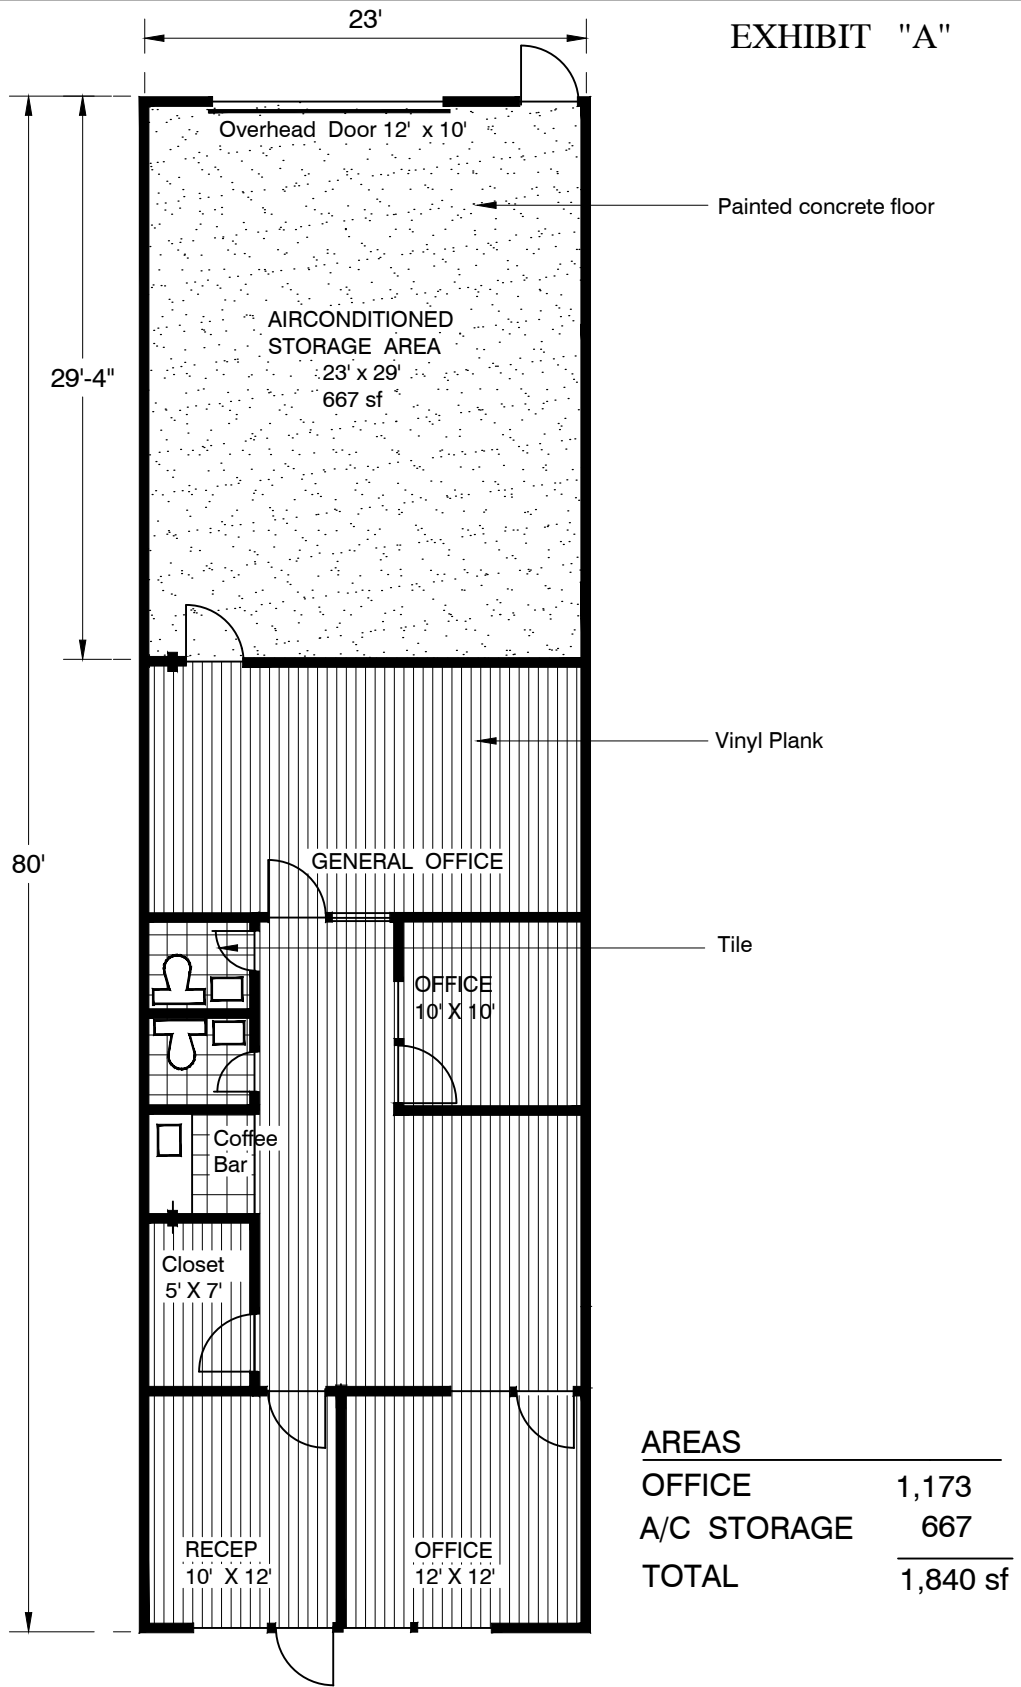 23'
EXHIBIT "A"
Overhead Door 12' x 10'
Painted concrete floor
AIRCONDITIONED
STORAGE AREA
23' x 29'
667 sf
29'-4"
Vinyl Plank
80'
GENERAL OFFICE
Tile
OFFICE
10' X 10'
Coffee
Bar
Closet
5' X 7'
RECEP
10' X 12'
OFFICE
12' X 12'
AREAS
OFFICE 1,173
A/C STORAGE 667
TOTAL 1,840 sf